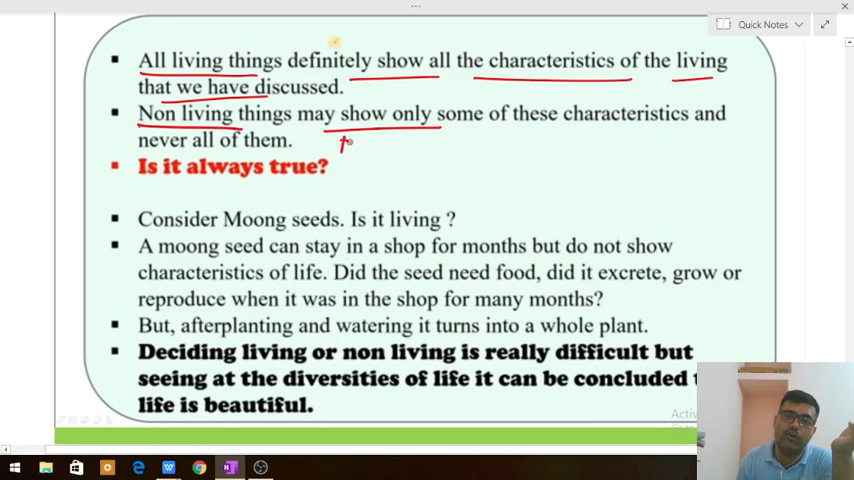 Quick Notes
All living things definitely show all the characteristics of the living
that we have discussed.
Non living things may show only some of these characteristics and
never all of them.
Is it always true?
Consider Moong seeds. Is it living ?
A moong seed can stay in a shop for months but do not show
characteristics of life. Did the seed need food, did it excrete, grow or
reproduce when it was in the shop for many months?
But, afterplanting and watering it turns into a whole plant.
Deciding living or non living is really difficult but
seeing at the diversities of life it can be concluded
life is beautiful.
Activ